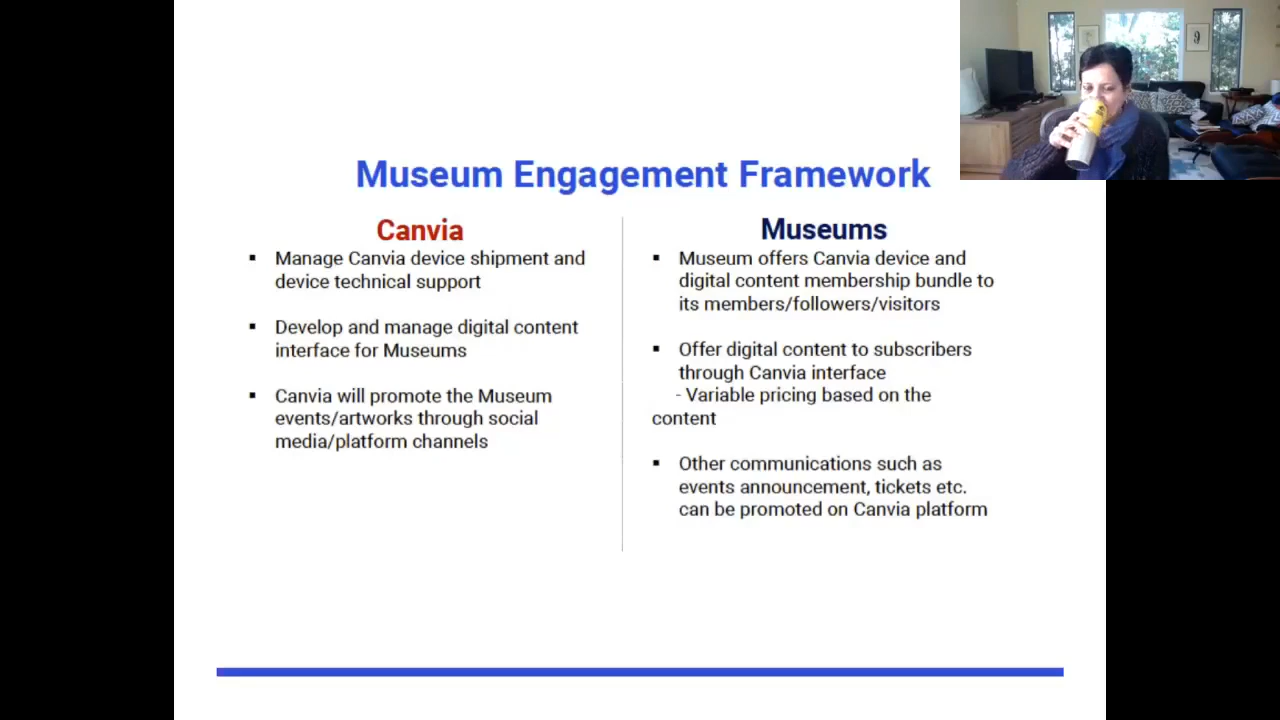 Museum Engagement Framework
Canvia
▪ Manage Canvia device shipment and
device technical support
▪ Develop and manage digital content
interface for Museums
▪ Canvia will promote the Museum
events/artworks through social
media/platform channels
Museums
▪ Museum offers Canvia device and
digital content membership bundle to
its members/followers/visitors
▪ Offer digital content to subscribers
through Canvia interface
- Variable pricing based on the
content
▪ Other communications such as
events announcement, tickets etc.
can be promoted on Canvia platform
9